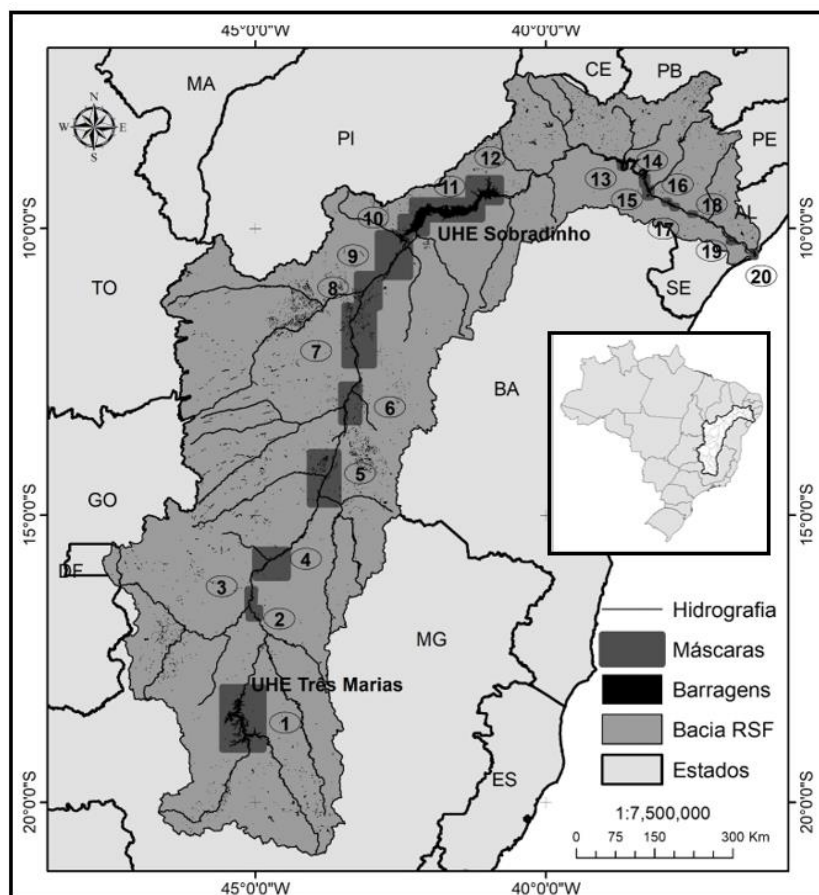 45°0'0"W 40°0'0"W
CE PB
MA
N
W E
S
PI
12
14
PE
11
13 16
15 18
AL
10
10°0'0"S 10°0'0"S
UHE Sobradinho
17
9
19
20
TO
8
SE
7
BA
6
5
GO
15°0'0"S 15°0'0"S
4
DF
3
2
Hidrografia
MG
Máscaras
UHE Três Marias
Barragens
1
Bacia RSF
ES
Estados
20°0'0"S 20°0'0"S
1:7,500,000
0 75 150 300 Km
45°0'0"W 40°0'0"W